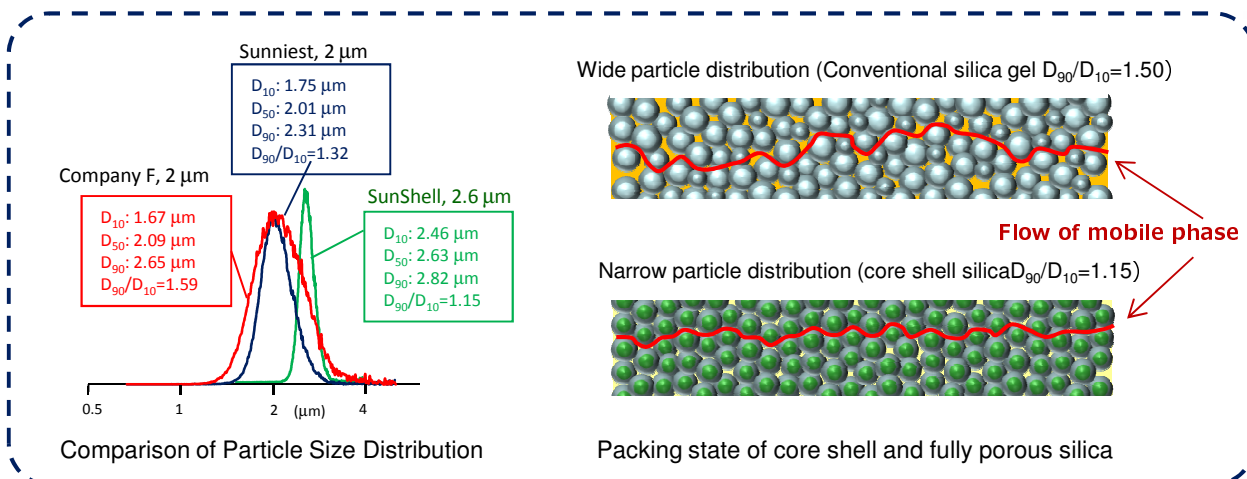 Sunniest, 2 μm
D10: 1.75 μm
D50: 2.01 μm
D90: 2.31 μm
D90/D10=1.32
Company F, 2 μm
D10: 1.67 μm
D50: 2.09 μm
D90: 2.65 μm
D90/D10=1.59
SunShell, 2.6 μm
D10: 2.46 μm
D50: 2.63 μm
D90: 2.82 μm
D90/D10=1.15
0.5 1 2 (μm) 4
Comparison of Particle Size Distribution
Wide particle distribution (Conventional silica gel D90/D10=1.50)
Flow of mobile phase
Narrow particle distribution (core shell silicaD90/D10=1.15)
Packing state of core shell and fully porous silica